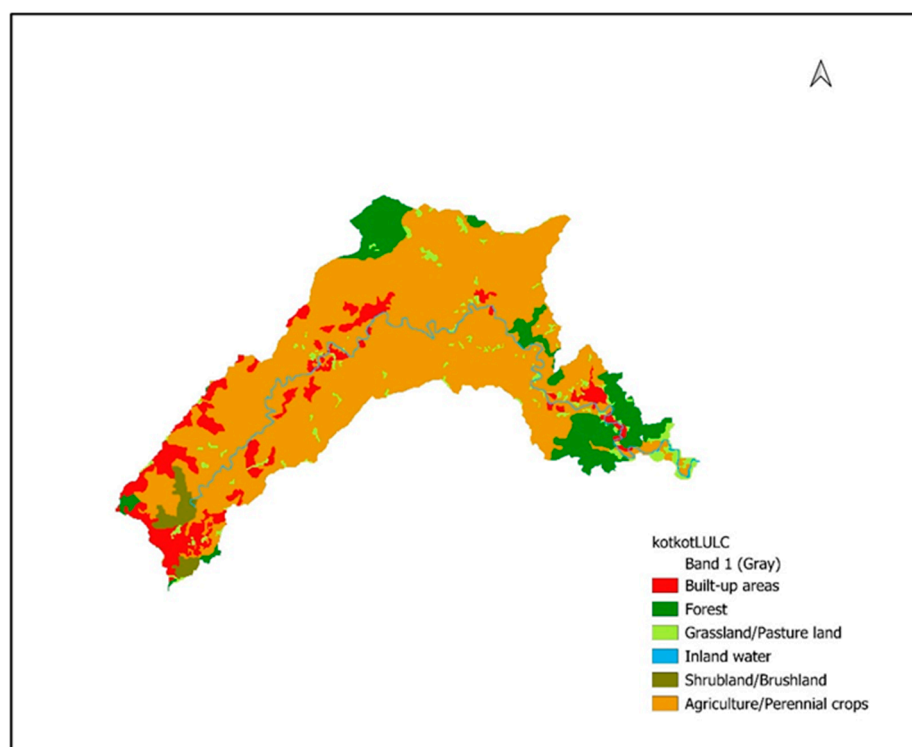 kotkotLULC
Band 1 (Gray)
Built-up areas
Forest
Grassland/Pasture land
Inland water
Shrubland/Brushland
Agriculture/Perennial crops